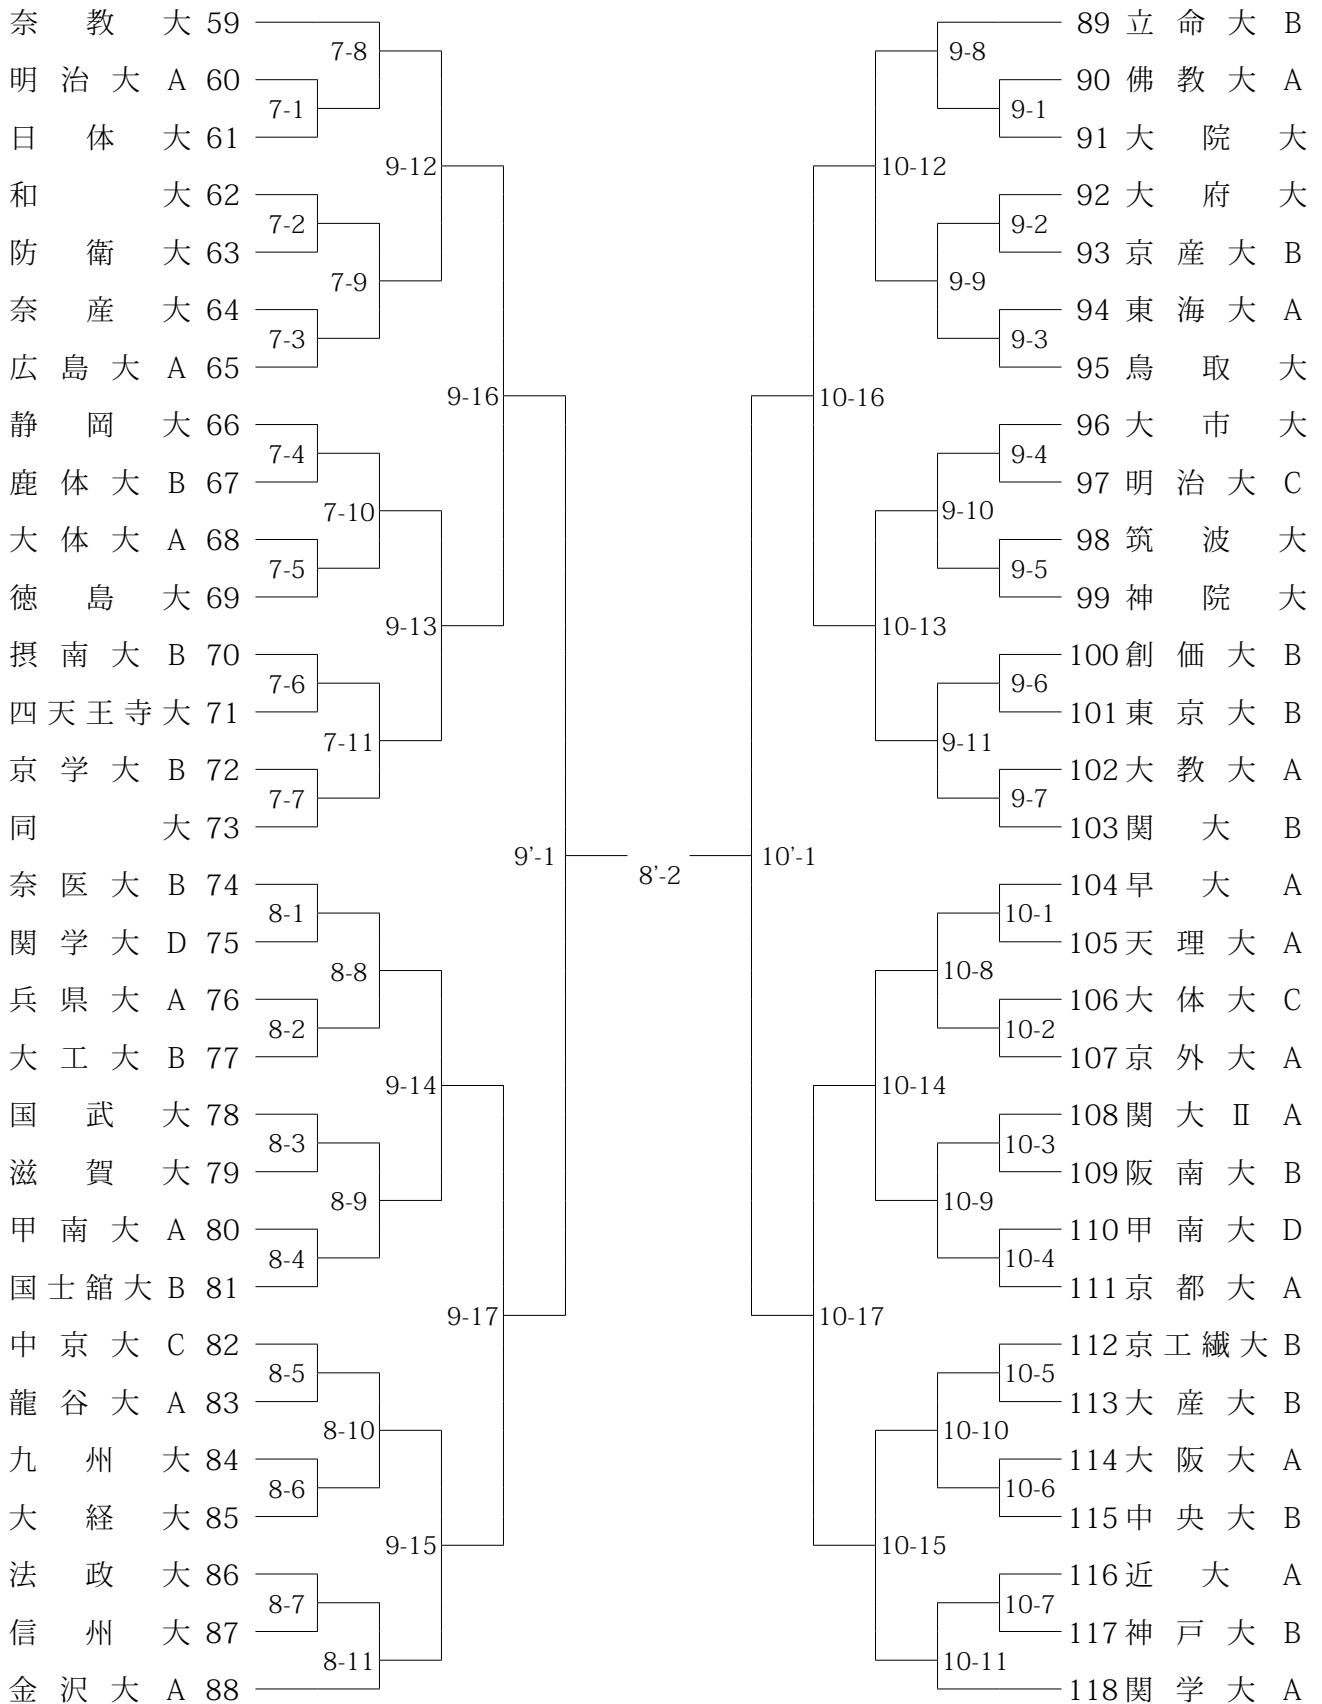 奈教大 59
7-8
明治大 A 60
7-1
日体大 61
9-12
和大 62
7-2
防衛大 63
7-9
奈産大 64
7-3
広島大 A 65
9-16
静岡大 66
7-4
鹿体大 B 67
7-10
大体大 A 68
7-5
徳島大 69
9-13
摂南大 B 70
7-6
四天王寺大 71
7-11
京学大 B 72
7-7
同大 73
9'-1
奈医大 B 74
8-1
関学大 D 75
8-8
兵県大 A 76
8-2
大工大 B 77
9-14
国武大 78
8-3
滋賀大 79
8-9
甲南大 A 80
8-4
国士舘大 B 81
9-17
中京大 C 82
8-5
龍谷大 A 83
8-10
九州大 84
8-6
大経大 85
9-15
法政大 86
8-7
信州大 87
8-11
金沢大 A 88
8'-2
89 立命大 B
9-8
90 佛教大 A
9-1
91 大院大
10-12
92 大府大
9-2
93 京産大 B
9-9
94 東海大 A
9-3
95 鳥取大
10-16
96 大市大
9-4
97 明治大 C
9-10
98 筑波大
9-5
99 神院大
10-13
100 創価大 B
9-6
101 東京大 B
9-11
102 大教大 A
9-7
103 関大 B
10'-1
104 早大 A
10-1
105 天理大 A
10-8
106 大体大 C
10-2
107 京外大 A
10-14
108 関大Ⅱ A
10-3
109 阪南大 B
10-9
110 甲南大 D
10-4
111 京都大 A
10-17
112 京工繊大 B
10-5
113 大産大 B
10-10
114 大阪大 A
10-6
115 中央大 B
10-15
116 近大 A
10-7
117 神戸大 B
10-11
118 関学大 A